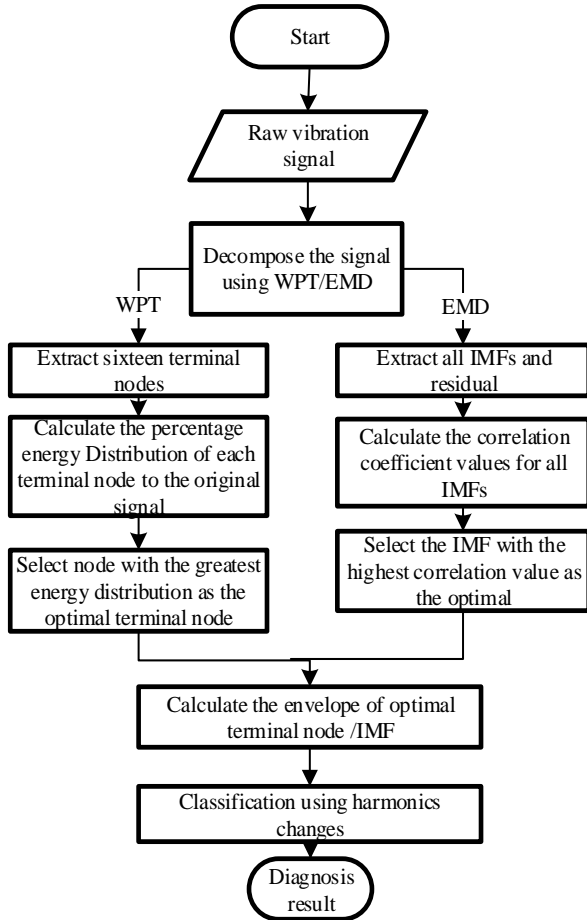 Start
Raw vibration
signal
Decompose the signal
using WPT/EMD
WPT
EMD
Extract sixteen terminal
nodes
Calculate the percentage
energy Distribution of each
terminal node to the original
signal
Select node with the greatest
energy distribution as the
optimal terminal node
Extract all IMFs and
residual
Calculate the correlation
coefficient values for all
IMFs
Select the IMF with the
highest correlation value as
the optimal
Calculate the envelope of optimal
terminal node /IMF
Classification using harmonics
changes
Diagnosis
result